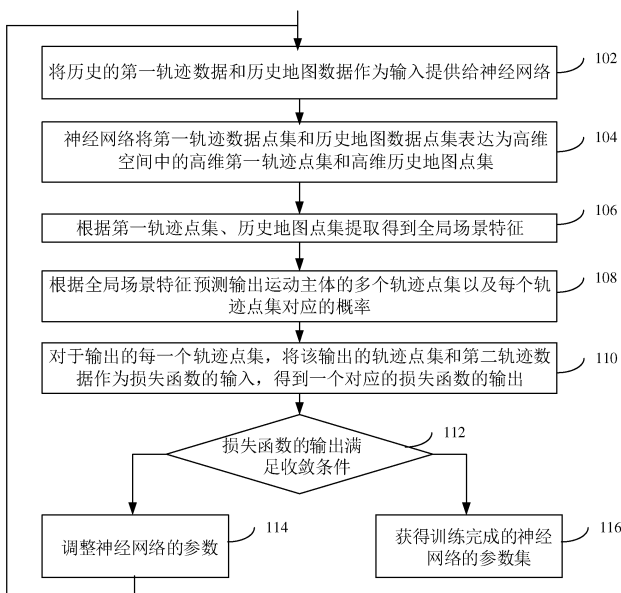 将历史的第一轨迹数据和历史地图数据作为输入提供给神经网络
102
神经网络将第一轨迹数据点集和历史地图数据点集表达为高维
空间中的高维第一轨迹点集和高维历史地图点集
104
根据第一轨迹点集、历史地图点集提取得到全局场景特征
106
根据全局场景特征预测输出运动主体的多个轨迹点集以及每个轨
迹点集对应的概率
108
对于输出的每一个轨迹点集，将该输出的轨迹点集和第二轨迹数
据作为损失函数的输入，得到一个对应的损失函数的输出
110
损失函数的输出满
足收敛条件
112
调整神经网络的参数
114
获得训练完成的神经
网络的参数集
116